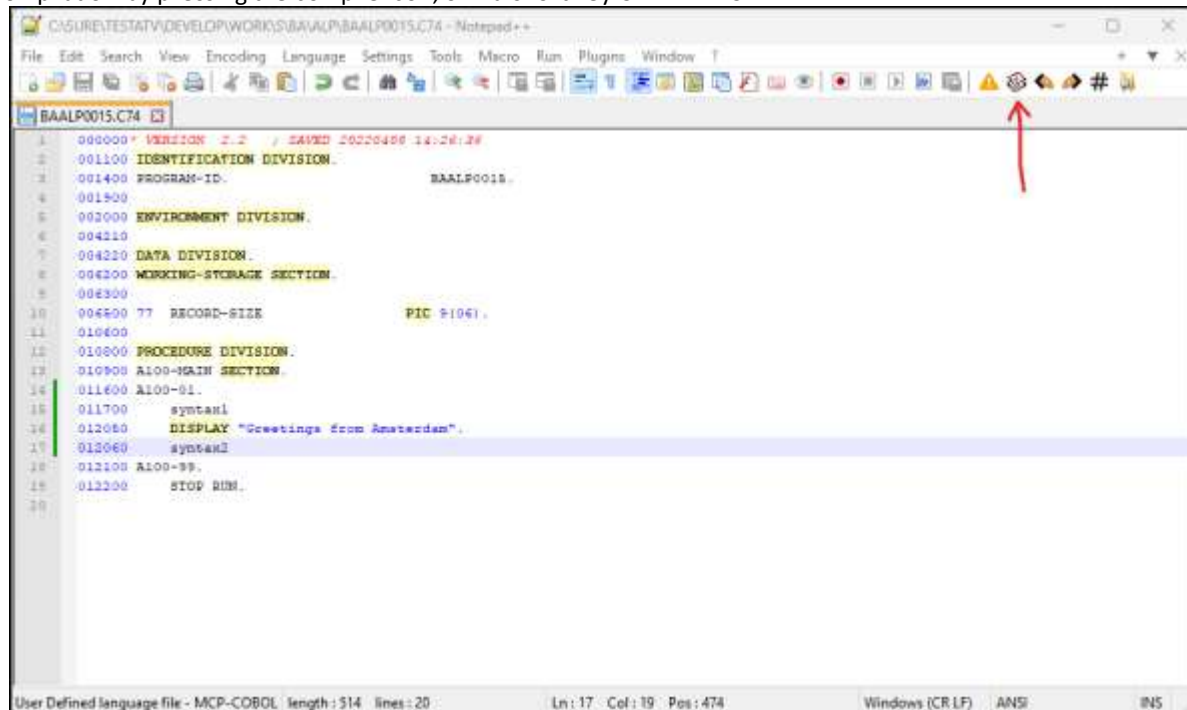 C:\SURE\TESTATV\DEVELOP\WORK\S\BA\ALP\BAALP0015.C74 - Notepad++
File Edit Search View Encoding Language Settings Tools Macro Run Plugins Window ?
BAALP0015.C74
1 000000* VERSION 2.2 / SAVED 20220406 14:26:36
2 001100 IDENTIFICATION DIVISION.
3 001400 PROGRAM-ID. BAALP0015.
4 001900
5 002000 ENVIRONMENT DIVISION.
6 004210
7 004220 DATA DIVISION.
8 006200 WORKING-STORAGE SECTION.
9 006300
10 006500 77 RECORD-SIZE PIC 9(06).
11 010600
12 010800 PROCEDURE DIVISION.
13 010900 A100-MAIN SECTION.
14 011600 A100-01.
15 011700 syntax1
16 012050 DISPLAY "Greetings from Amsterdam".
17 012060 syntax2
18 012100 A100-99.
19 012200 STOP RUN.
20
User Defined language file - MCP-COBOL length : 514 lines : 20 Ln : 17 Col : 19 Pos : 474 Windows (CR LF) ANSI INS